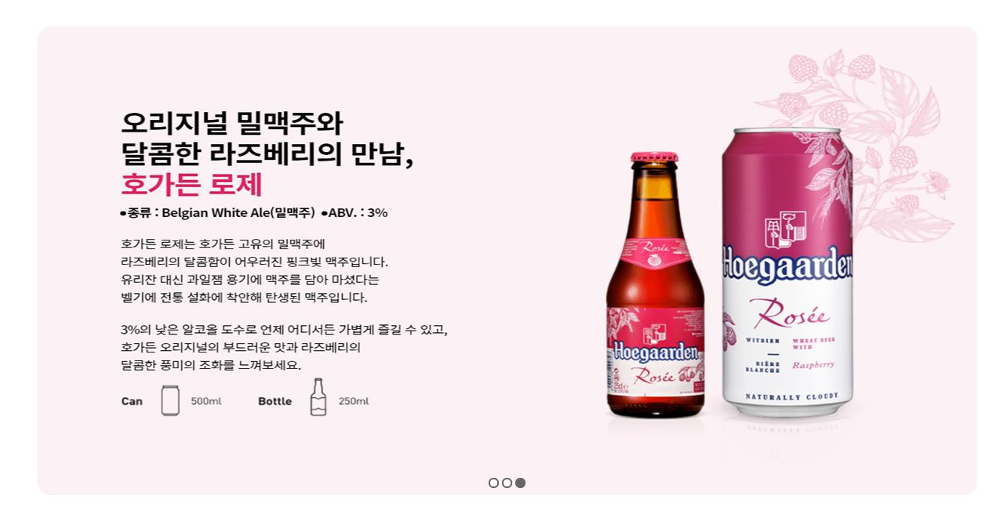 오리지널 밀맥주와
달콤한 라즈베리의 만남,
호가든 로제
●종류 : Belgian White Ale(밀맥주) ●ABV. : 3%
호가든 로제는 호가든 고유의 밀맥주에
라즈베리의 달콤함이 어우러진 핑크빛 맥주입니다.
유리잔 대신 과일잼 용기에 맥주를 담아 마셨다는
벨기에 전통 설화에 착안해 탄생된 맥주입니다.
3%의 낮은 알코올 도수로 언제 어디서든 가볍게 즐길 수 있고,
호가든 오리지널의 부드러운 맛과 라즈베리의
달콤한 풍미의 조화를 느껴보세요.
Can 500ml Bottle 250ml
Rosée
Hoegaarden
Rosée
25cl e
Hoegaarden
Rosée
WITBIER
WHEAT BEER
WITH
BIÈRE
BLANCHE
Raspberry
NATURALLY CLOUDY